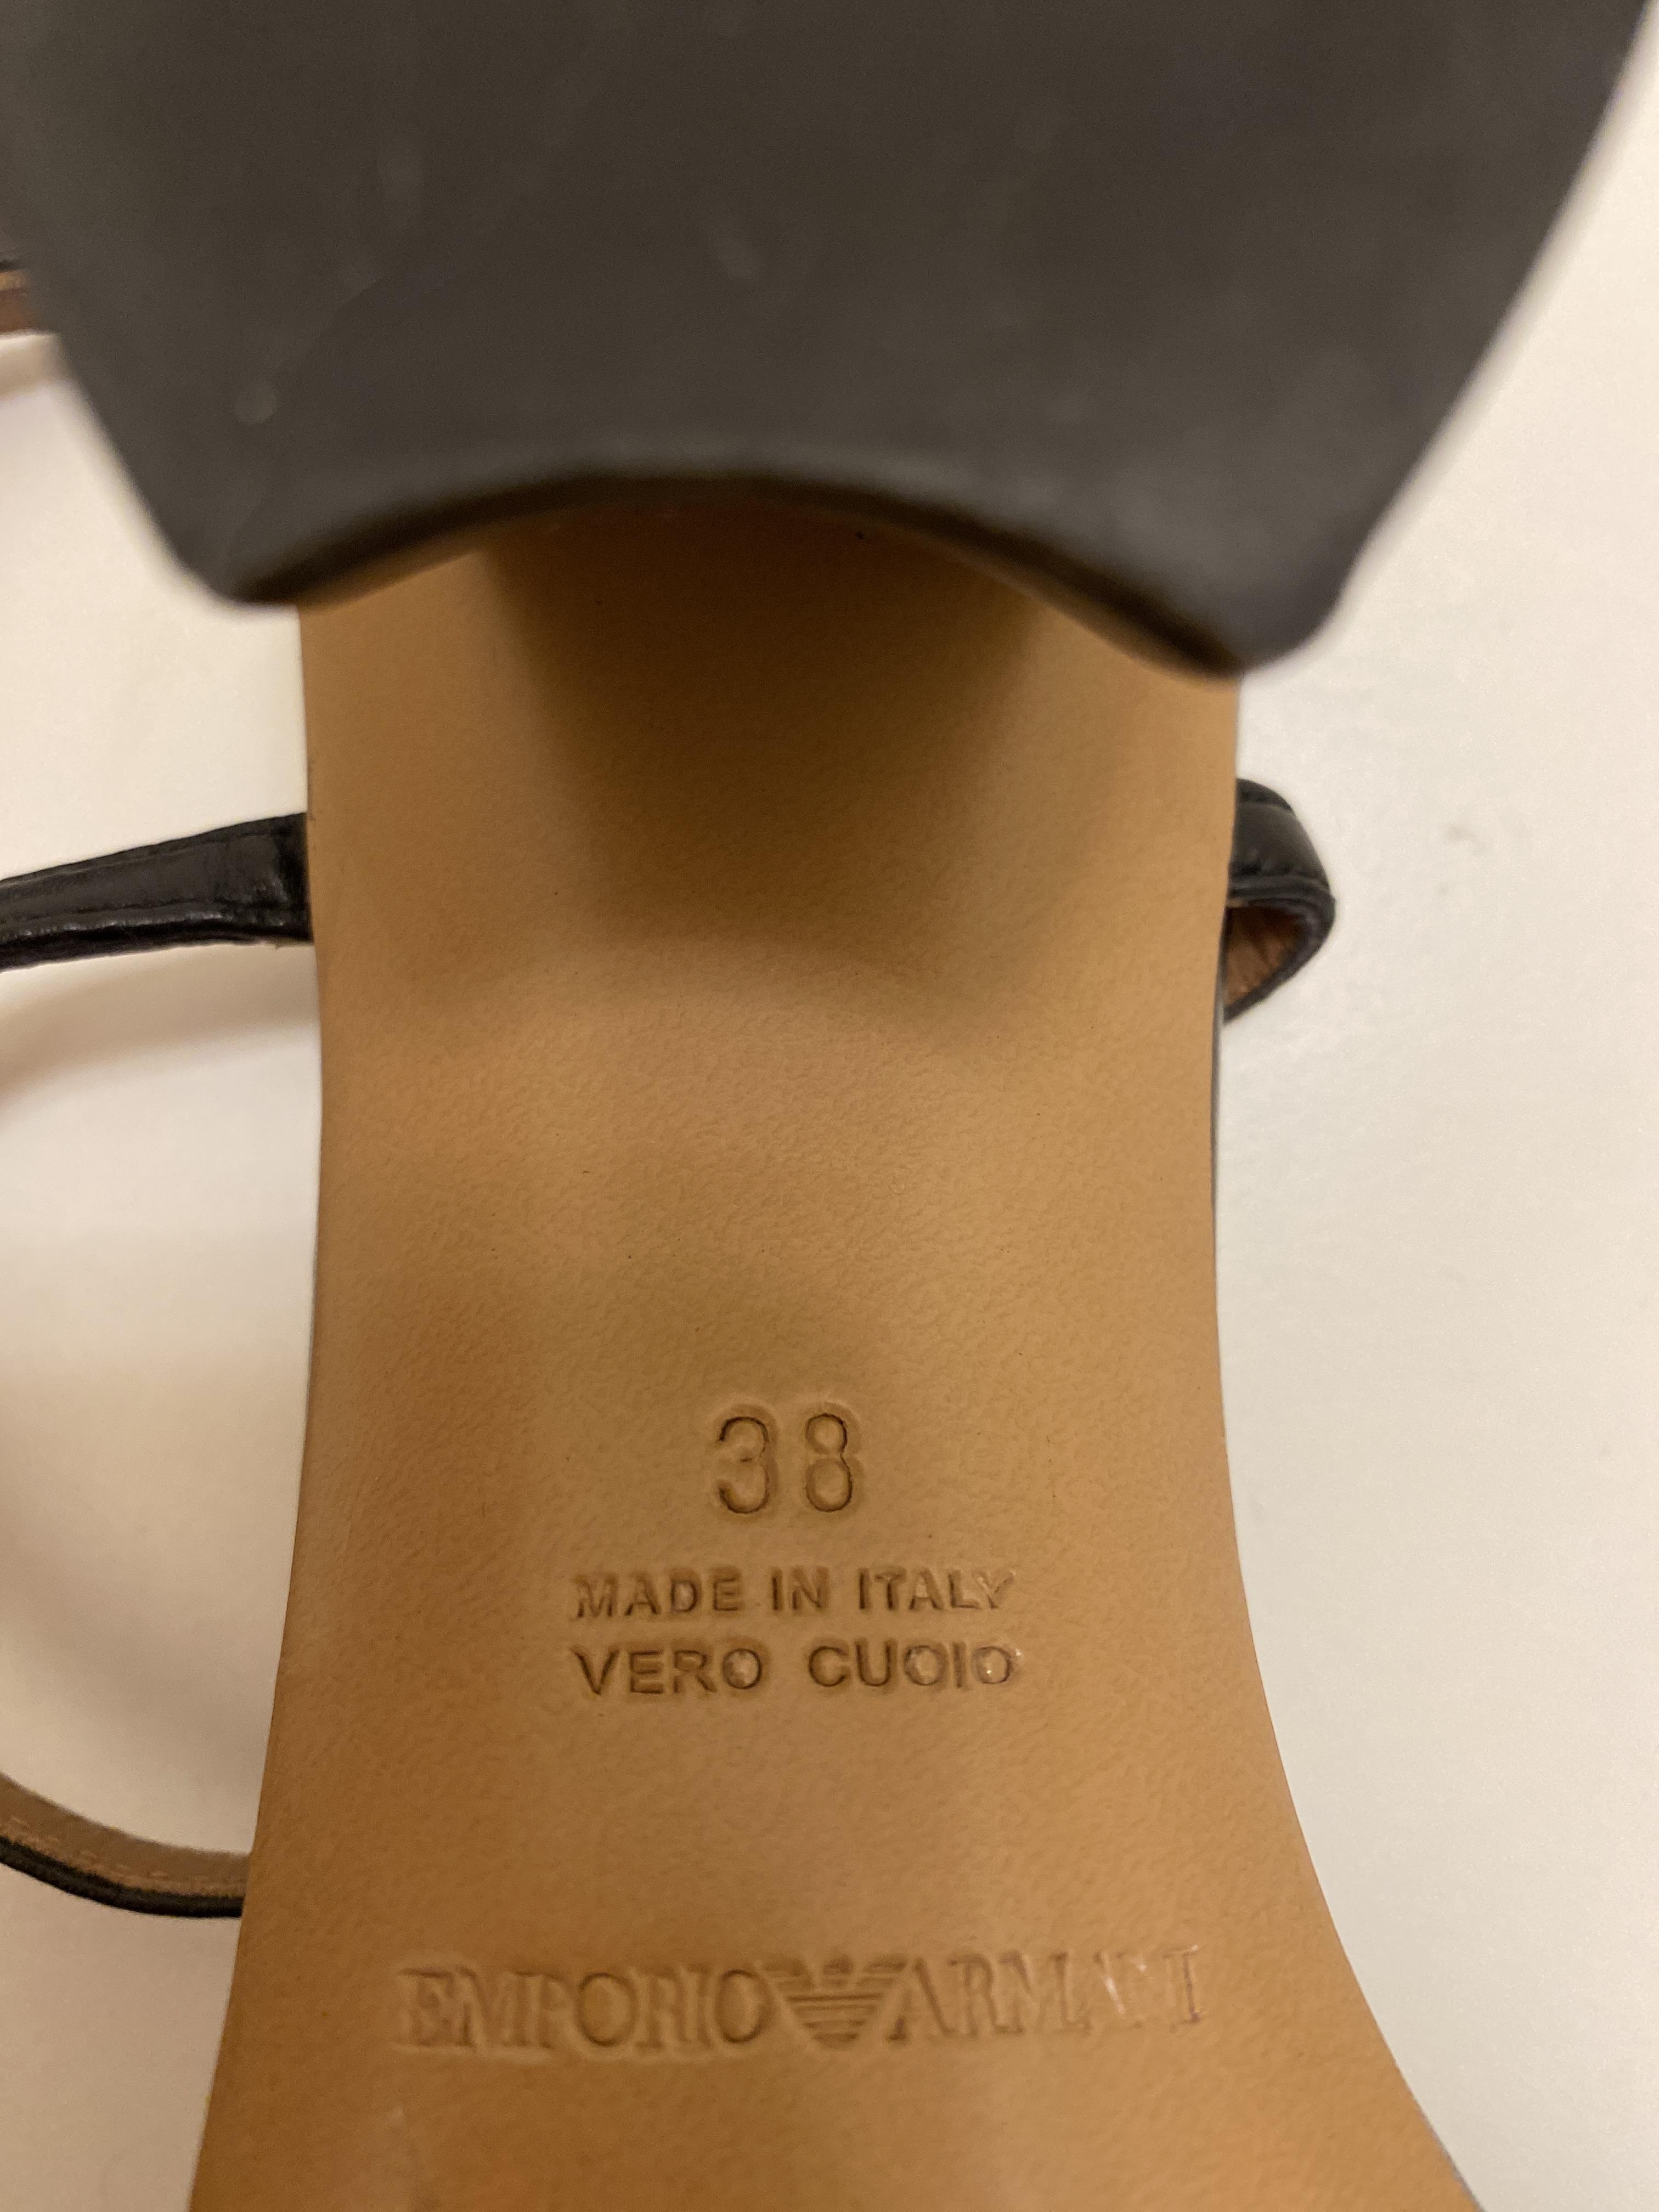 38
MADE IN ITALY
VERO CUOIO
EMPORIO ARMANI